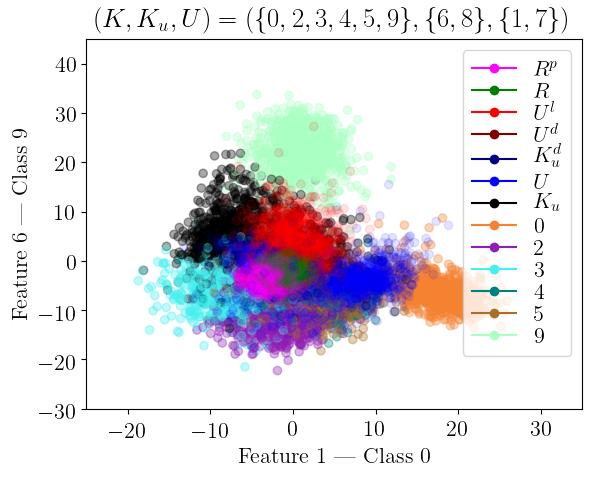 (K, K_u, U) = ({0, 2, 3, 4, 5, 9}, {6, 8}, {1, 7})
40
30
20
10
0
−10
−20
−30
Feature 6 — Class 9
R^p
R
U^l
U^d
K_u^d
U
K_u
0
2
3
4
5
9
−20
−10
0
10
20
30
Feature 1 — Class 0